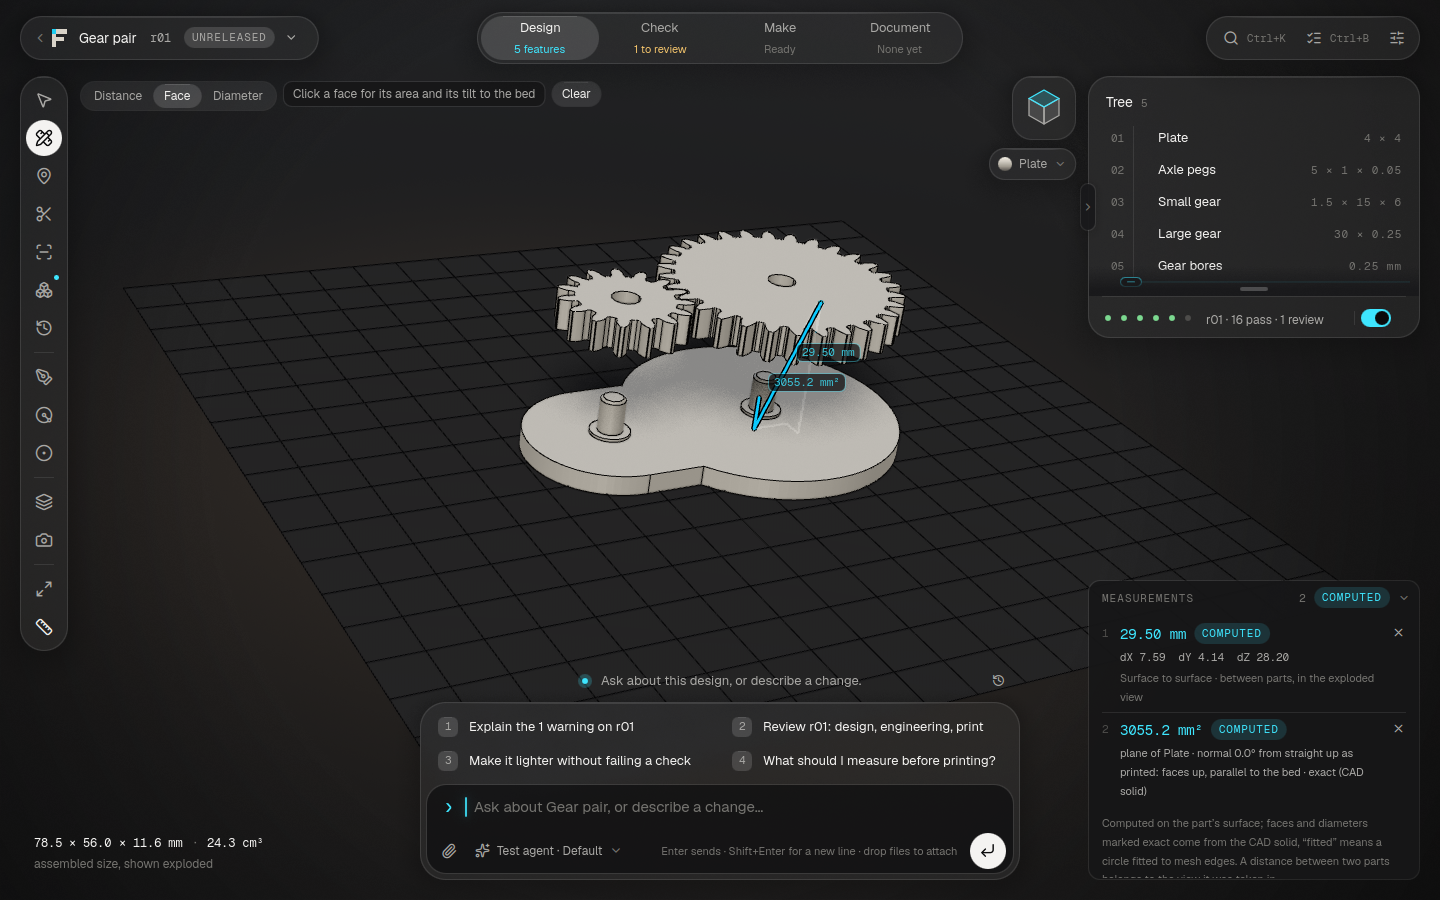 Gear pair r01 UNRELEASED
Design
5 features
Check
1 to review
Make
Ready
Document
None yet
Ctrl+K
Ctrl+B
Distance Face Diameter Click a face for its area and its tilt to the bed Clear
Plate
Tree 5
01 Plate 4 × 4
02 Axle pegs 5 × 1 × 0.05
03 Small gear 1.5 × 15 × 6
04 Large gear 30 × 0.25
05 Gear bores 0.25 mm
r01 · 16 pass · 1 review
29.50 mm
3055.2 mm²
MEASUREMENTS 2 COMPUTED
1 29.50 mm COMPUTED
dX 7.59 dY 4.14 dZ 28.20
Surface to surface · between parts, in the exploded
view
2 3055.2 mm² COMPUTED
plane of Plate · normal 0.0° from straight up as
printed: faces up, parallel to the bed · exact (CAD
solid)
Computed on the part's surface; faces and diameters
marked exact come from the CAD solid, “fitted” means a
circle fitted to mesh edges. A distance between two parts
belongs to the view it was taken in.
Ask about this design, or describe a change.
1 Explain the 1 warning on r01
2 Review r01: design, engineering, print
3 Make it lighter without failing a check
4 What should I measure before printing?
Ask about Gear pair, or describe a change...
Test agent · Default
Enter sends · Shift+Enter for a new line · drop files to attach
78.5 × 56.0 × 11.6 mm · 24.3 cm³
assembled size, shown exploded